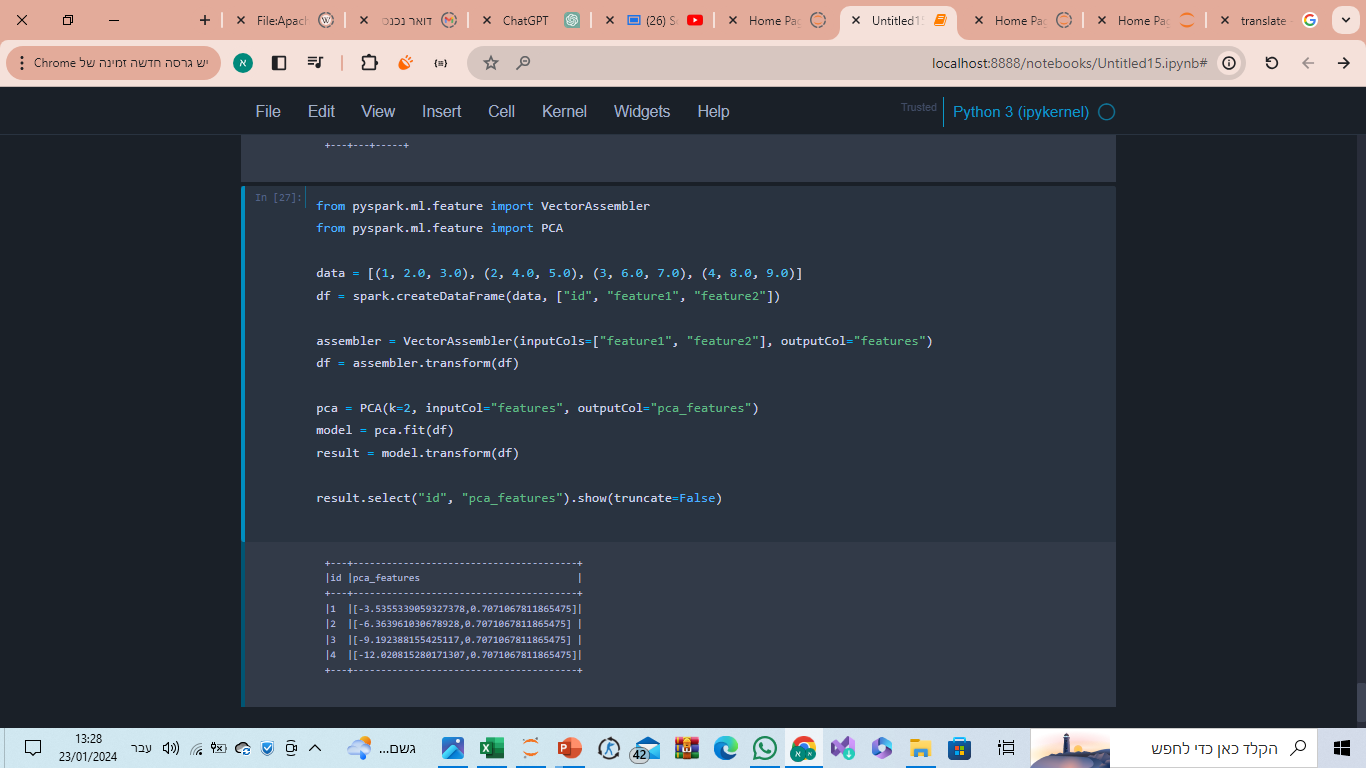 File:Apac
דואר נכנס
ChatGPT
(26) S
Home Pag
Untitled15
Home Pag
Home Pag
translate -
יש גרסה חדשה זמינה של Chrome
א
localhost:8888/notebooks/Untitled15.ipynb#
File Edit View Insert Cell Kernel Widgets Help
Trusted
Python 3 (ipykernel)
+---+---+-----+
In [27]:
from pyspark.ml.feature import VectorAssembler
from pyspark.ml.feature import PCA
data = [(1, 2.0, 3.0), (2, 4.0, 5.0), (3, 6.0, 7.0), (4, 8.0, 9.0)]
df = spark.createDataFrame(data, ["id", "feature1", "feature2"])
assembler = VectorAssembler(inputCols=["feature1", "feature2"], outputCol="features")
df = assembler.transform(df)
pca = PCA(k=2, inputCol="features", outputCol="pca_features")
model = pca.fit(df)
result = model.transform(df)
result.select("id", "pca_features").show(truncate=False)
+---+----------------------------------------+
|id |pca_features                            |
+---+----------------------------------------+
|1  |[-3.5355339059327378,0.7071067811865475]|
|2  |[-6.363961030678928,0.7071067811865475] |
|3  |[-9.192388155425117,0.7071067811865475] |
|4  |[-12.020815280171307,0.7071067811865475]|
+---+----------------------------------------+
13:28
23/01/2024
עבר
גשם...
42
הקלד כאן כדי לחפש